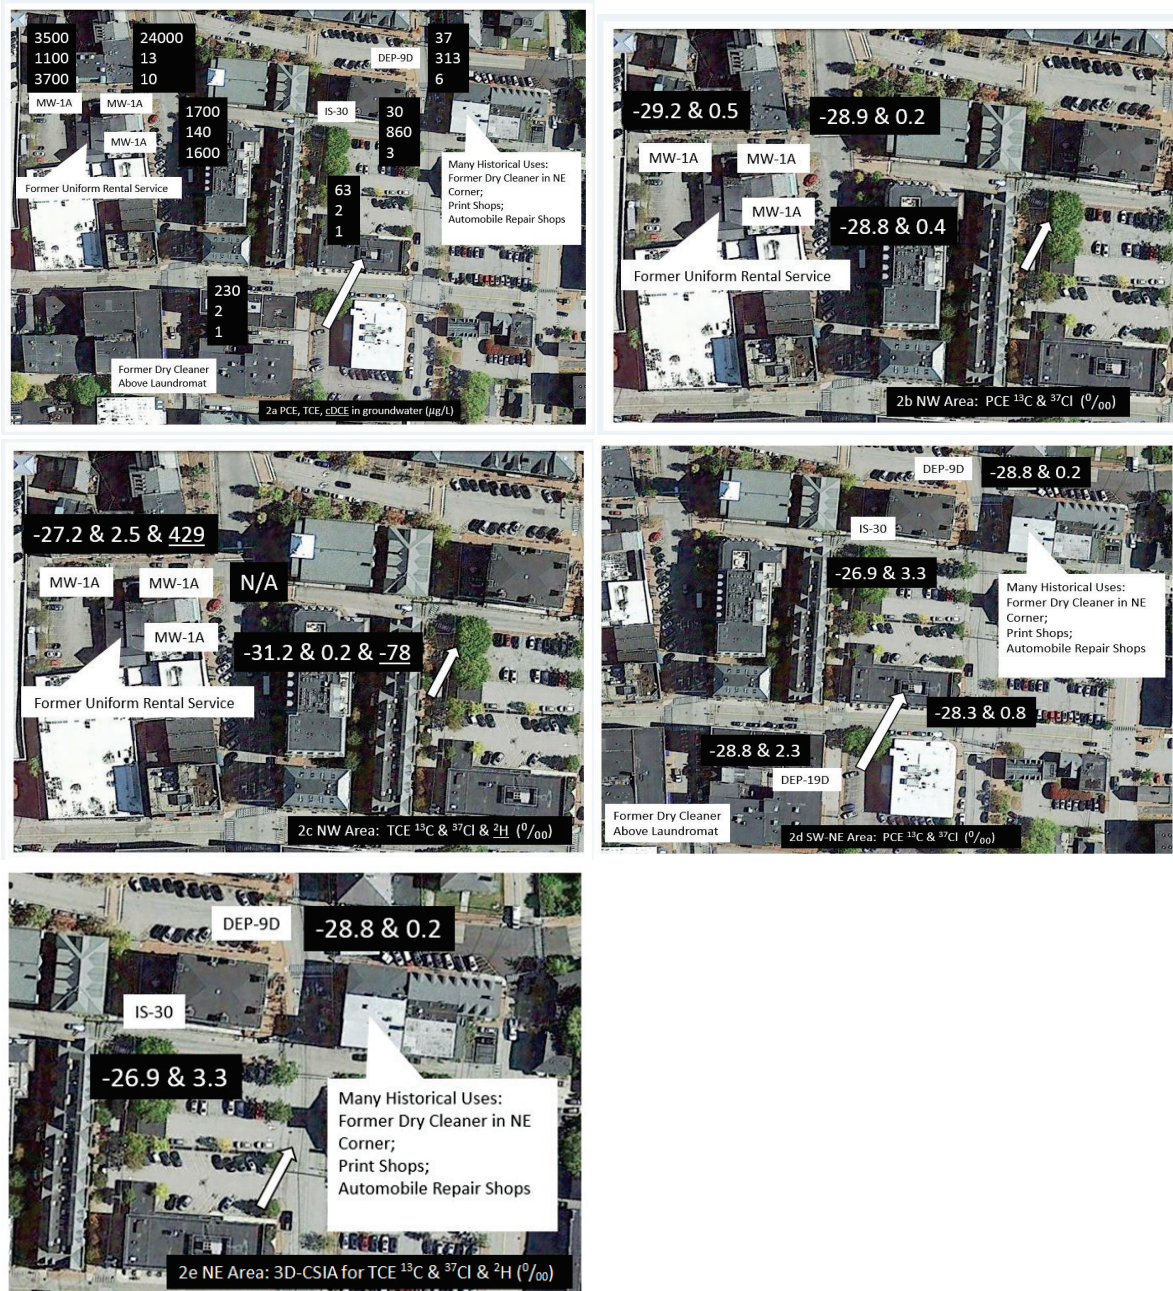 3500
1100
3700
24000
13
10
37
313
6
DEP-9D
MW-1A
MW-1A
MW-1A
1700
140
1600
IS-30
30
860
3
Many Historical Uses:
Former Dry Cleaner in NE
Corner;
Print Shops;
Automobile Repair Shops
Former Uniform Rental Service
63
2
1
230
2
1
Former Dry Cleaner
Above Laundromat
2a PCE, TCE, cDCE in groundwater (µg/L)
-29.2 & 0.5
-28.9 & 0.2
MW-1A
MW-1A
MW-1A
-28.8 & 0.4
Former Uniform Rental Service
2b NW Area: PCE ¹³C & ³⁷Cl (⁰/₀₀)
-27.2 & 2.5 & 429
MW-1A
MW-1A
N/A
MW-1A
-31.2 & 0.2 & -78
Former Uniform Rental Service
2c NW Area: TCE ¹³C & ³⁷Cl & ²H (⁰/₀₀)
DEP-9D
-28.8 & 0.2
IS-30
-26.9 & 3.3
Many Historical Uses:
Former Dry Cleaner in NE
Corner;
Print Shops;
Automobile Repair Shops
-28.3 & 0.8
-28.8 & 2.3
DEP-19D
Former Dry Cleaner
Above Laundromat
2d SW-NE Area: PCE ¹³C & ³⁷Cl (⁰/₀₀)
DEP-9D
-28.8 & 0.2
IS-30
-26.9 & 3.3
Many Historical Uses:
Former Dry Cleaner in NE
Corner;
Print Shops;
Automobile Repair Shops
2e NE Area: 3D-CSIA for TCE ¹³C & ³⁷Cl & ²H (⁰/₀₀)